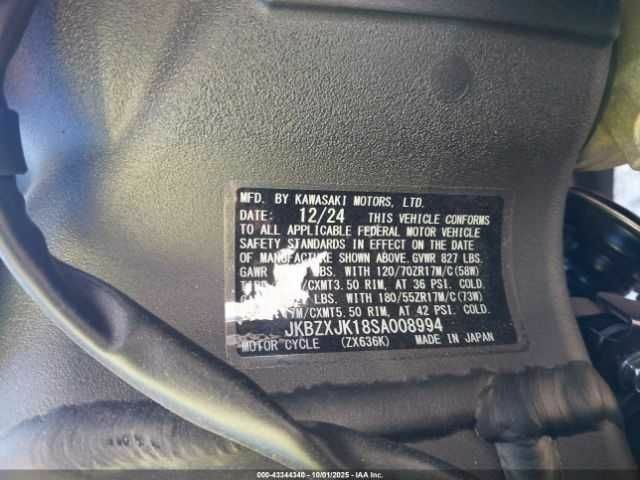 MFD. BY KAWASAKI MOTORS, LTD.
DATE: 12/24 THIS VEHICLE CONFORMS
TO ALL APPLICABLE FEDERAL MOTOR VEHICLE
SAFETY STANDARDS IN EFFECT ON THE DATE
OF MANUFACTURE SHOWN ABOVE. GVWR 827 LBS.
GAWR LBS. WITH 120/70ZR17M/C(58W)
/CXMT3.50 RIM, AT 36 PSI. COLD.
LBS. WITH 180/55ZR17M/C(73W)
/CXMT5.50 RIM, AT 42 PSI. COLD.
JKBZXJK18SA008994
MOTOR CYCLE (ZX636K) MADE IN JAPAN
000-43344340 - 10/01/2025 - IAA Inc.